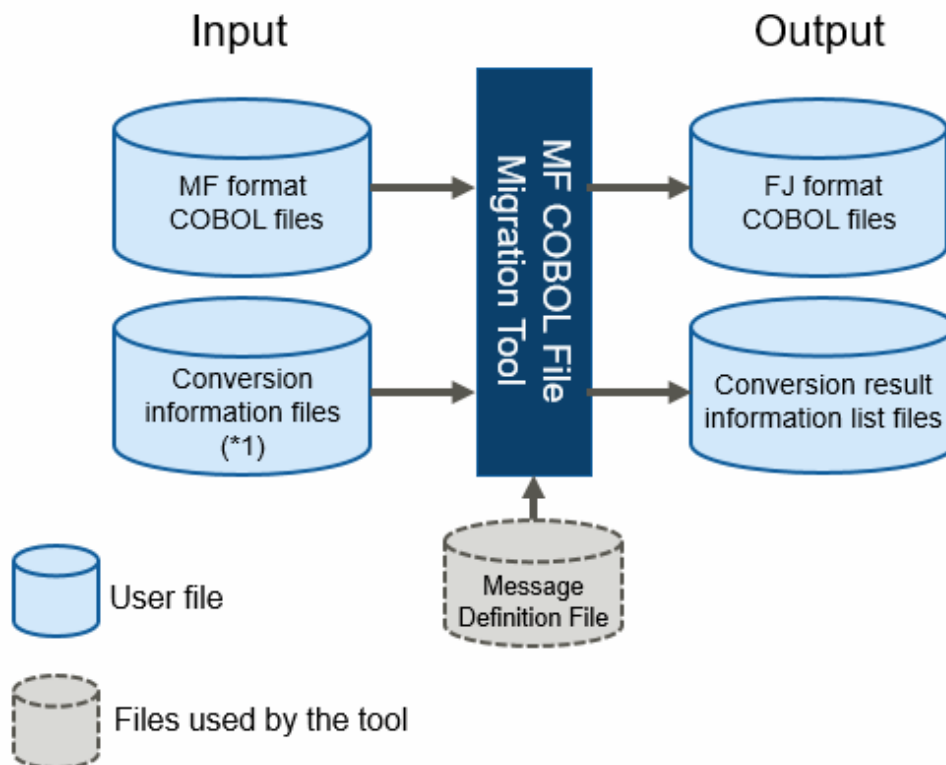 Input
Output
MF format
COBOL files
MF COBOL File
Migration Tool
FJ format
COBOL files
Conversion
information files
(*1)
Conversion result
information list files
Message
Definition File
User file
Files used by the tool